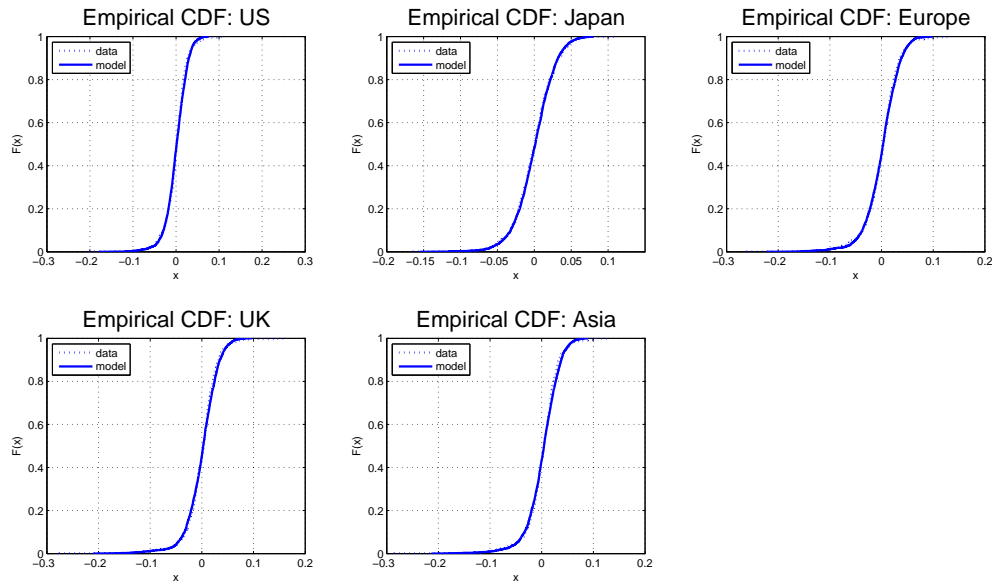 Empirical CDF: US
1
0.8
0.6
0.4
0.2
0
F(x)
data
model
−0.3 −0.2 −0.1 0 0.1 0.2 0.3
x
Empirical CDF: Japan
1
0.8
0.6
0.4
0.2
0
F(x)
data
model
−0.2 −0.15 −0.1 −0.05 0 0.05 0.1
x
Empirical CDF: Europe
1
0.8
0.6
0.4
0.2
0
F(x)
data
model
−0.3 −0.2 −0.1 0 0.1 0.2
x
Empirical CDF: UK
1
0.8
0.6
0.4
0.2
0
F(x)
data
model
−0.3 −0.2 −0.1 0 0.1 0.2
x
Empirical CDF: Asia
1
0.8
0.6
0.4
0.2
0
F(x)
data
model
−0.3 −0.2 −0.1 0 0.1 0.2
x